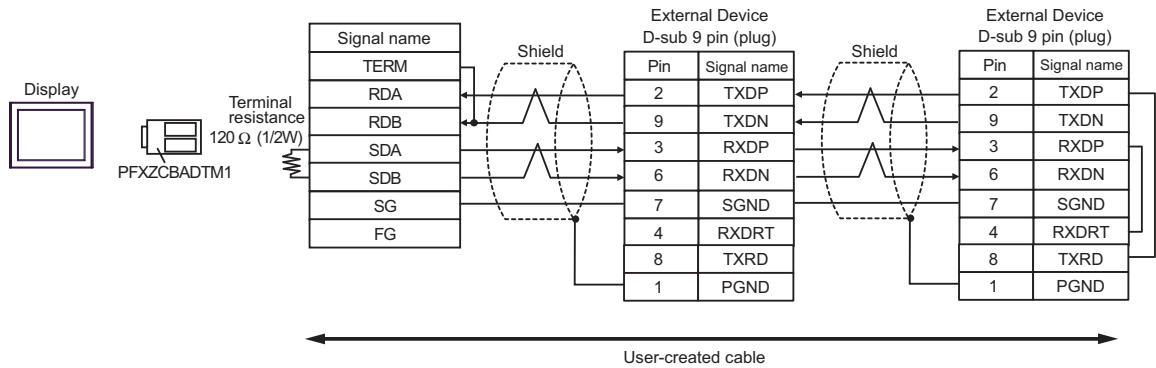 Display
PFXZCBADTM1
Terminal
resistance
120 Ω (1/2W)
Signal name
TERM
RDA
RDB
SDA
SDB
SG
FG
Shield
External Device
D-sub 9 pin (plug)
Pin Signal name
2 TXDP
9 TXDN
3 RXDP
6 RXDN
7 SGND
4 RXDRT
8 TXRD
1 PGND
Shield
External Device
D-sub 9 pin (plug)
Pin Signal name
2 TXDP
9 TXDN
3 RXDP
6 RXDN
7 SGND
4 RXDRT
8 TXRD
1 PGND
User-created cable